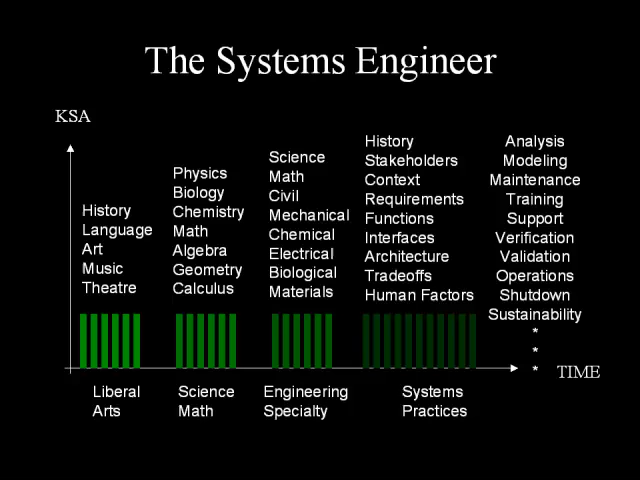 The Systems Engineer
KSA
History
Language
Art
Music
Theatre
Physics
Biology
Chemistry
Math
Algebra
Geometry
Calculus
Science
Math
Civil
Mechanical
Chemical
Electrical
Biological
Materials
History
Stakeholders
Context
Requirements
Functions
Interfaces
Architecture
Tradeoffs
Human Factors
Analysis
Modeling
Maintenance
Training
Support
Verification
Validation
Operations
Shutdown
Sustainability
*
*
*
TIME
Liberal
Arts
Science
Math
Engineering
Specialty
Systems
Practices